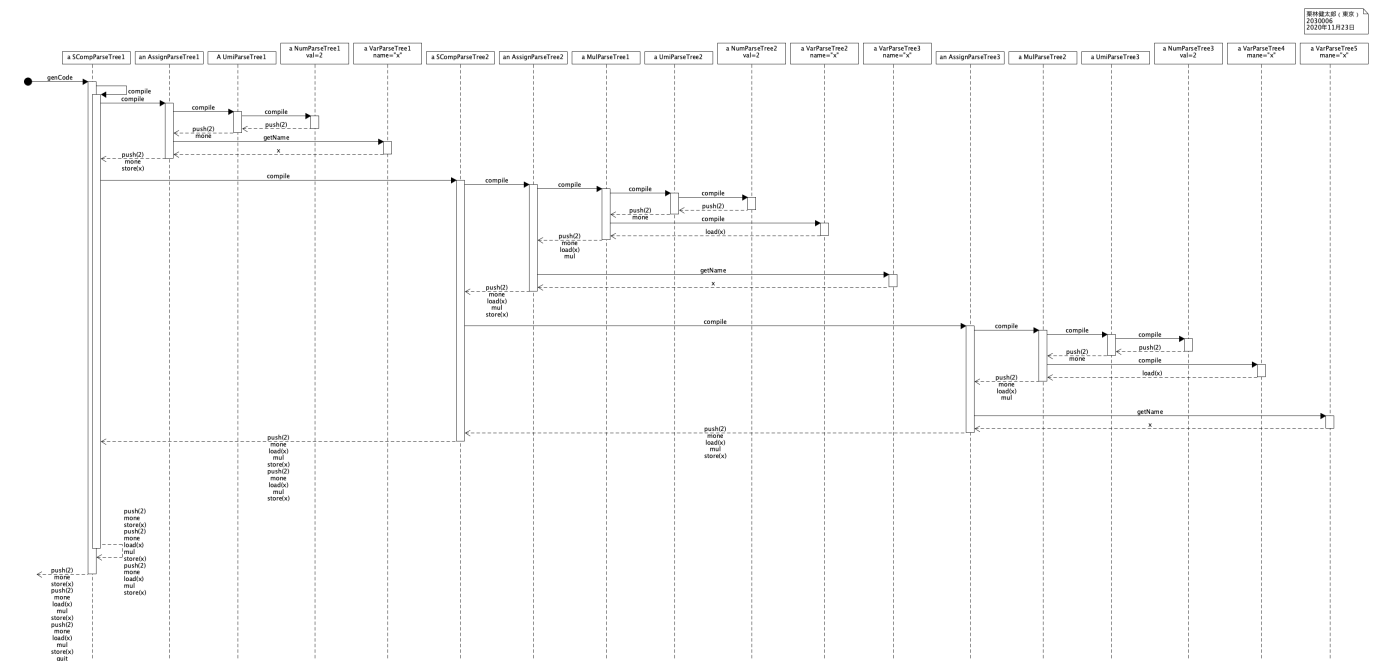 栗林健太郎（東京）
2030006
2020年11月23日
a SCompParseTree1
an AssignParseTree1
A UmiParseTree1
a NumParseTree1
val=2
a VarParseTree1
name="x"
a SCompParseTree2
an AssignParseTree2
a MulParseTree1
a UmiParseTree2
a NumParseTree2
val=2
a VarParseTree2
name="x"
a VarParseTree3
name="x"
an AssignParseTree3
a MulParseTree2
a UmiParseTree3
a NumParseTree3
val=2
a VarParseTree4
mane="x"
a VarParseTree5
mane="x"
genCode
compile
compile
compile
compile
push(2)
push(2)
mone
getName
x
push(2)
mone
store(x)
compile
compile
compile
compile
compile
push(2)
push(2)
mone
compile
load(x)
push(2)
mone
load(x)
mul
getName
x
push(2)
mone
load(x)
mul
store(x)
compile
compile
compile
compile
push(2)
push(2)
mone
compile
load(x)
push(2)
mone
load(x)
mul
getName
x
push(2)
mone
load(x)
mul
store(x)
push(2)
mone
load(x)
mul
store(x)
push(2)
mone
load(x)
mul
store(x)
push(2)
mone
store(x)
push(2)
mone
load(x)
mul
store(x)
push(2)
mone
load(x)
mul
store(x)
push(2)
mone
store(x)
push(2)
mone
load(x)
mul
store(x)
push(2)
mone
load(x)
mul
store(x)
quit